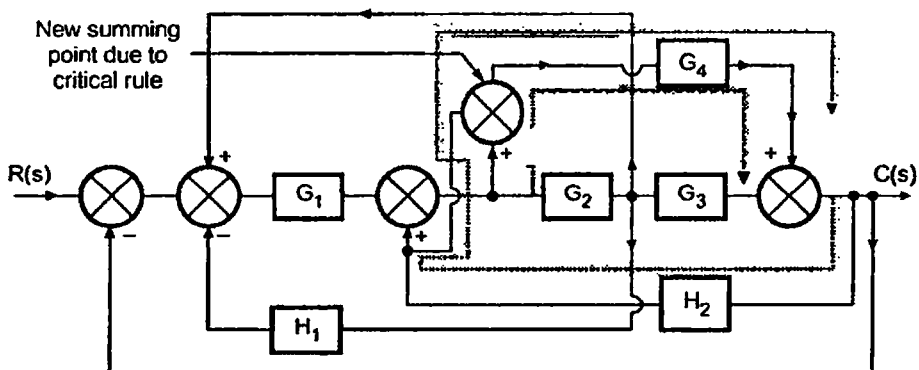 New summing
point due to
critical rule
G4
+
+
+
R(s)
C(s)
G1
G2
G3
−
−
+
H2
H1